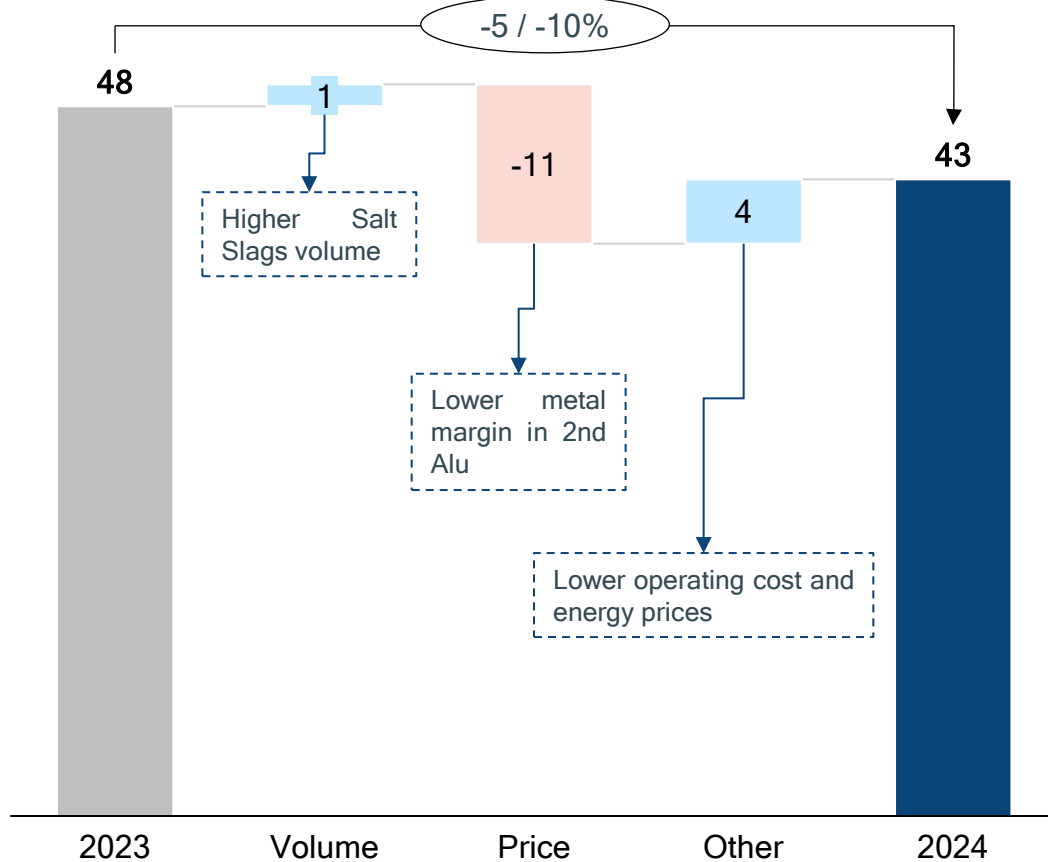 -5 / -10%
48
1
-11
4
43
Higher Salt
Slags volume
Lower metal
margin in 2nd
Alu
Lower operating cost and
energy prices
2023
Volume
Price
Other
2024